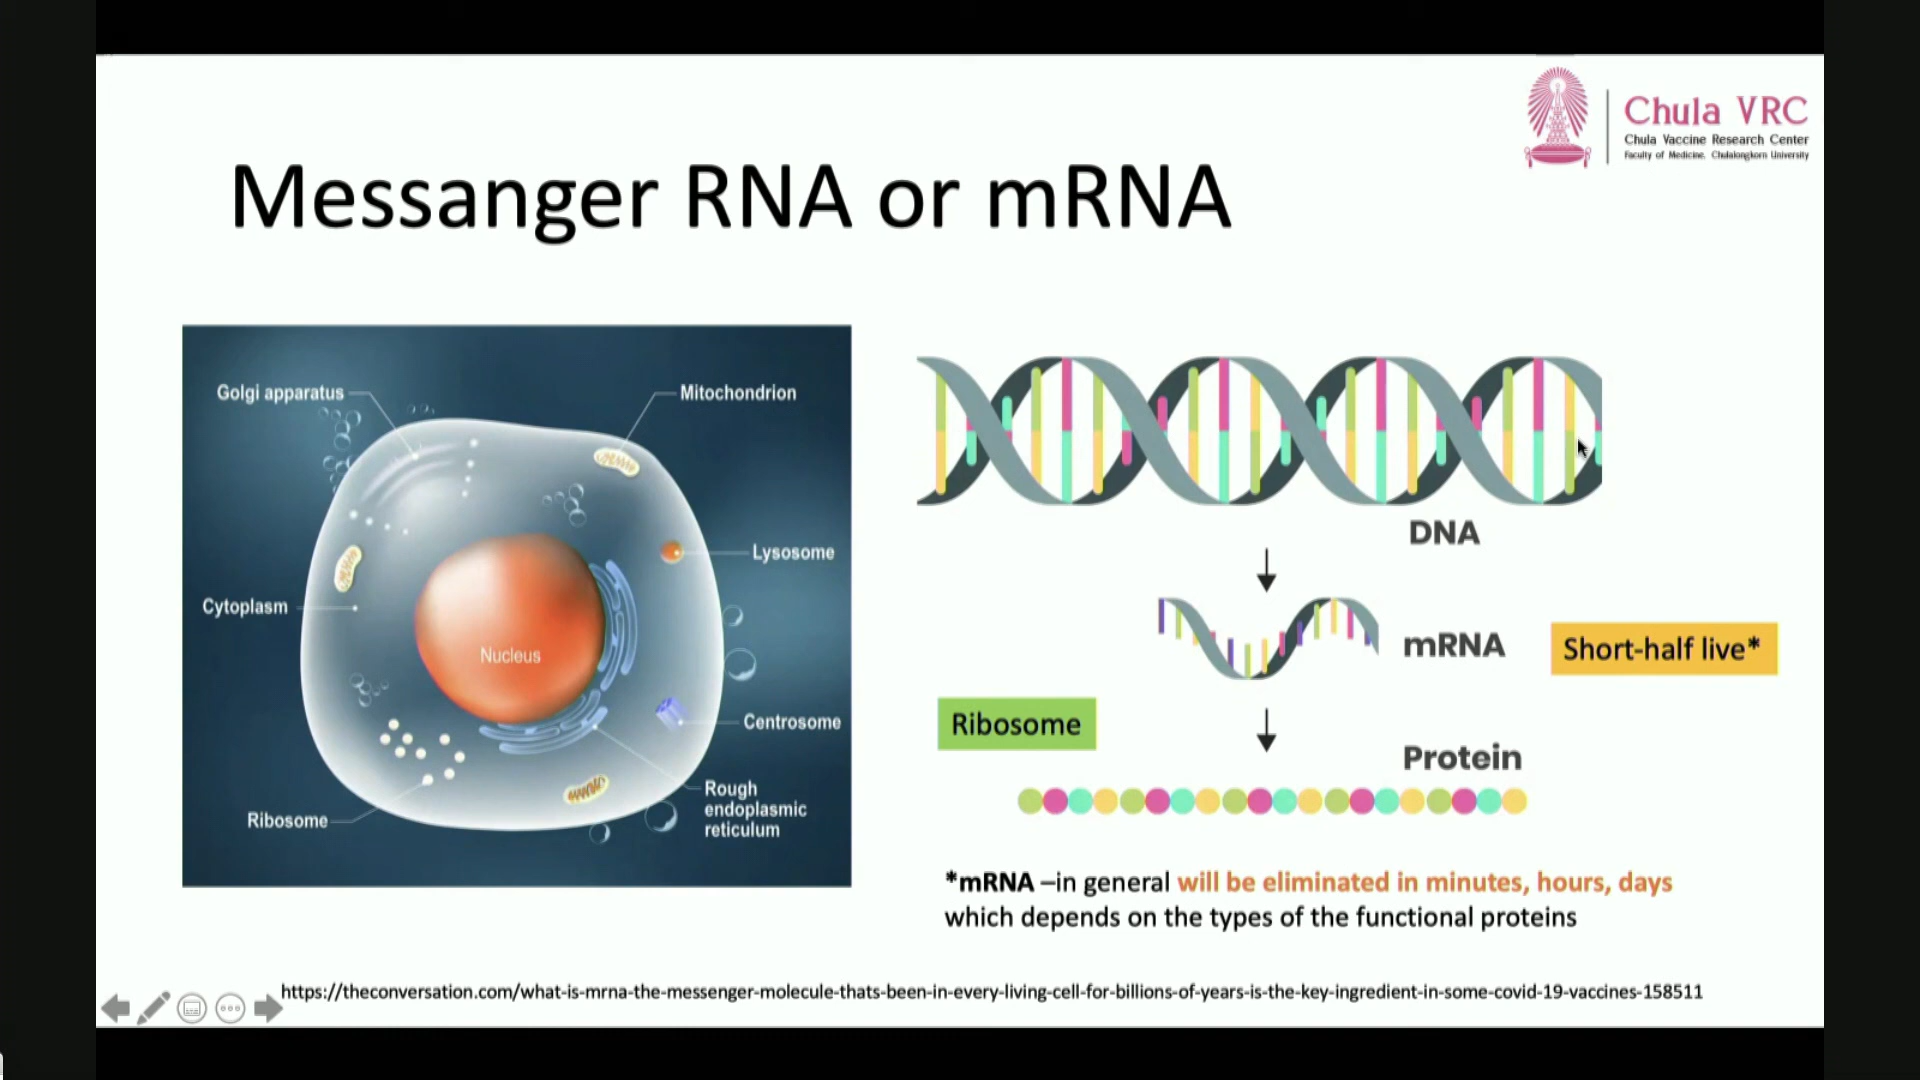 Chula VRC
Chula Vaccine Research Center
Faculty of Medicine, Chulalongkorn University
Messanger RNA or mRNA
Golgi apparatus
Mitochondrion
Lysosome
Cytoplasm
Nucleus
Centrosome
Rough
endoplasmic
reticulum
Ribosome
DNA
mRNA
Short-half live*
Ribosome
Protein
*mRNA –in general will be eliminated in minutes, hours, days
which depends on the types of the functional proteins
https://theconversation.com/what-is-mrna-the-messenger-molecule-thats-been-in-every-living-cell-for-billions-of-years-is-the-key-ingredient-in-some-covid-19-vaccines-158511